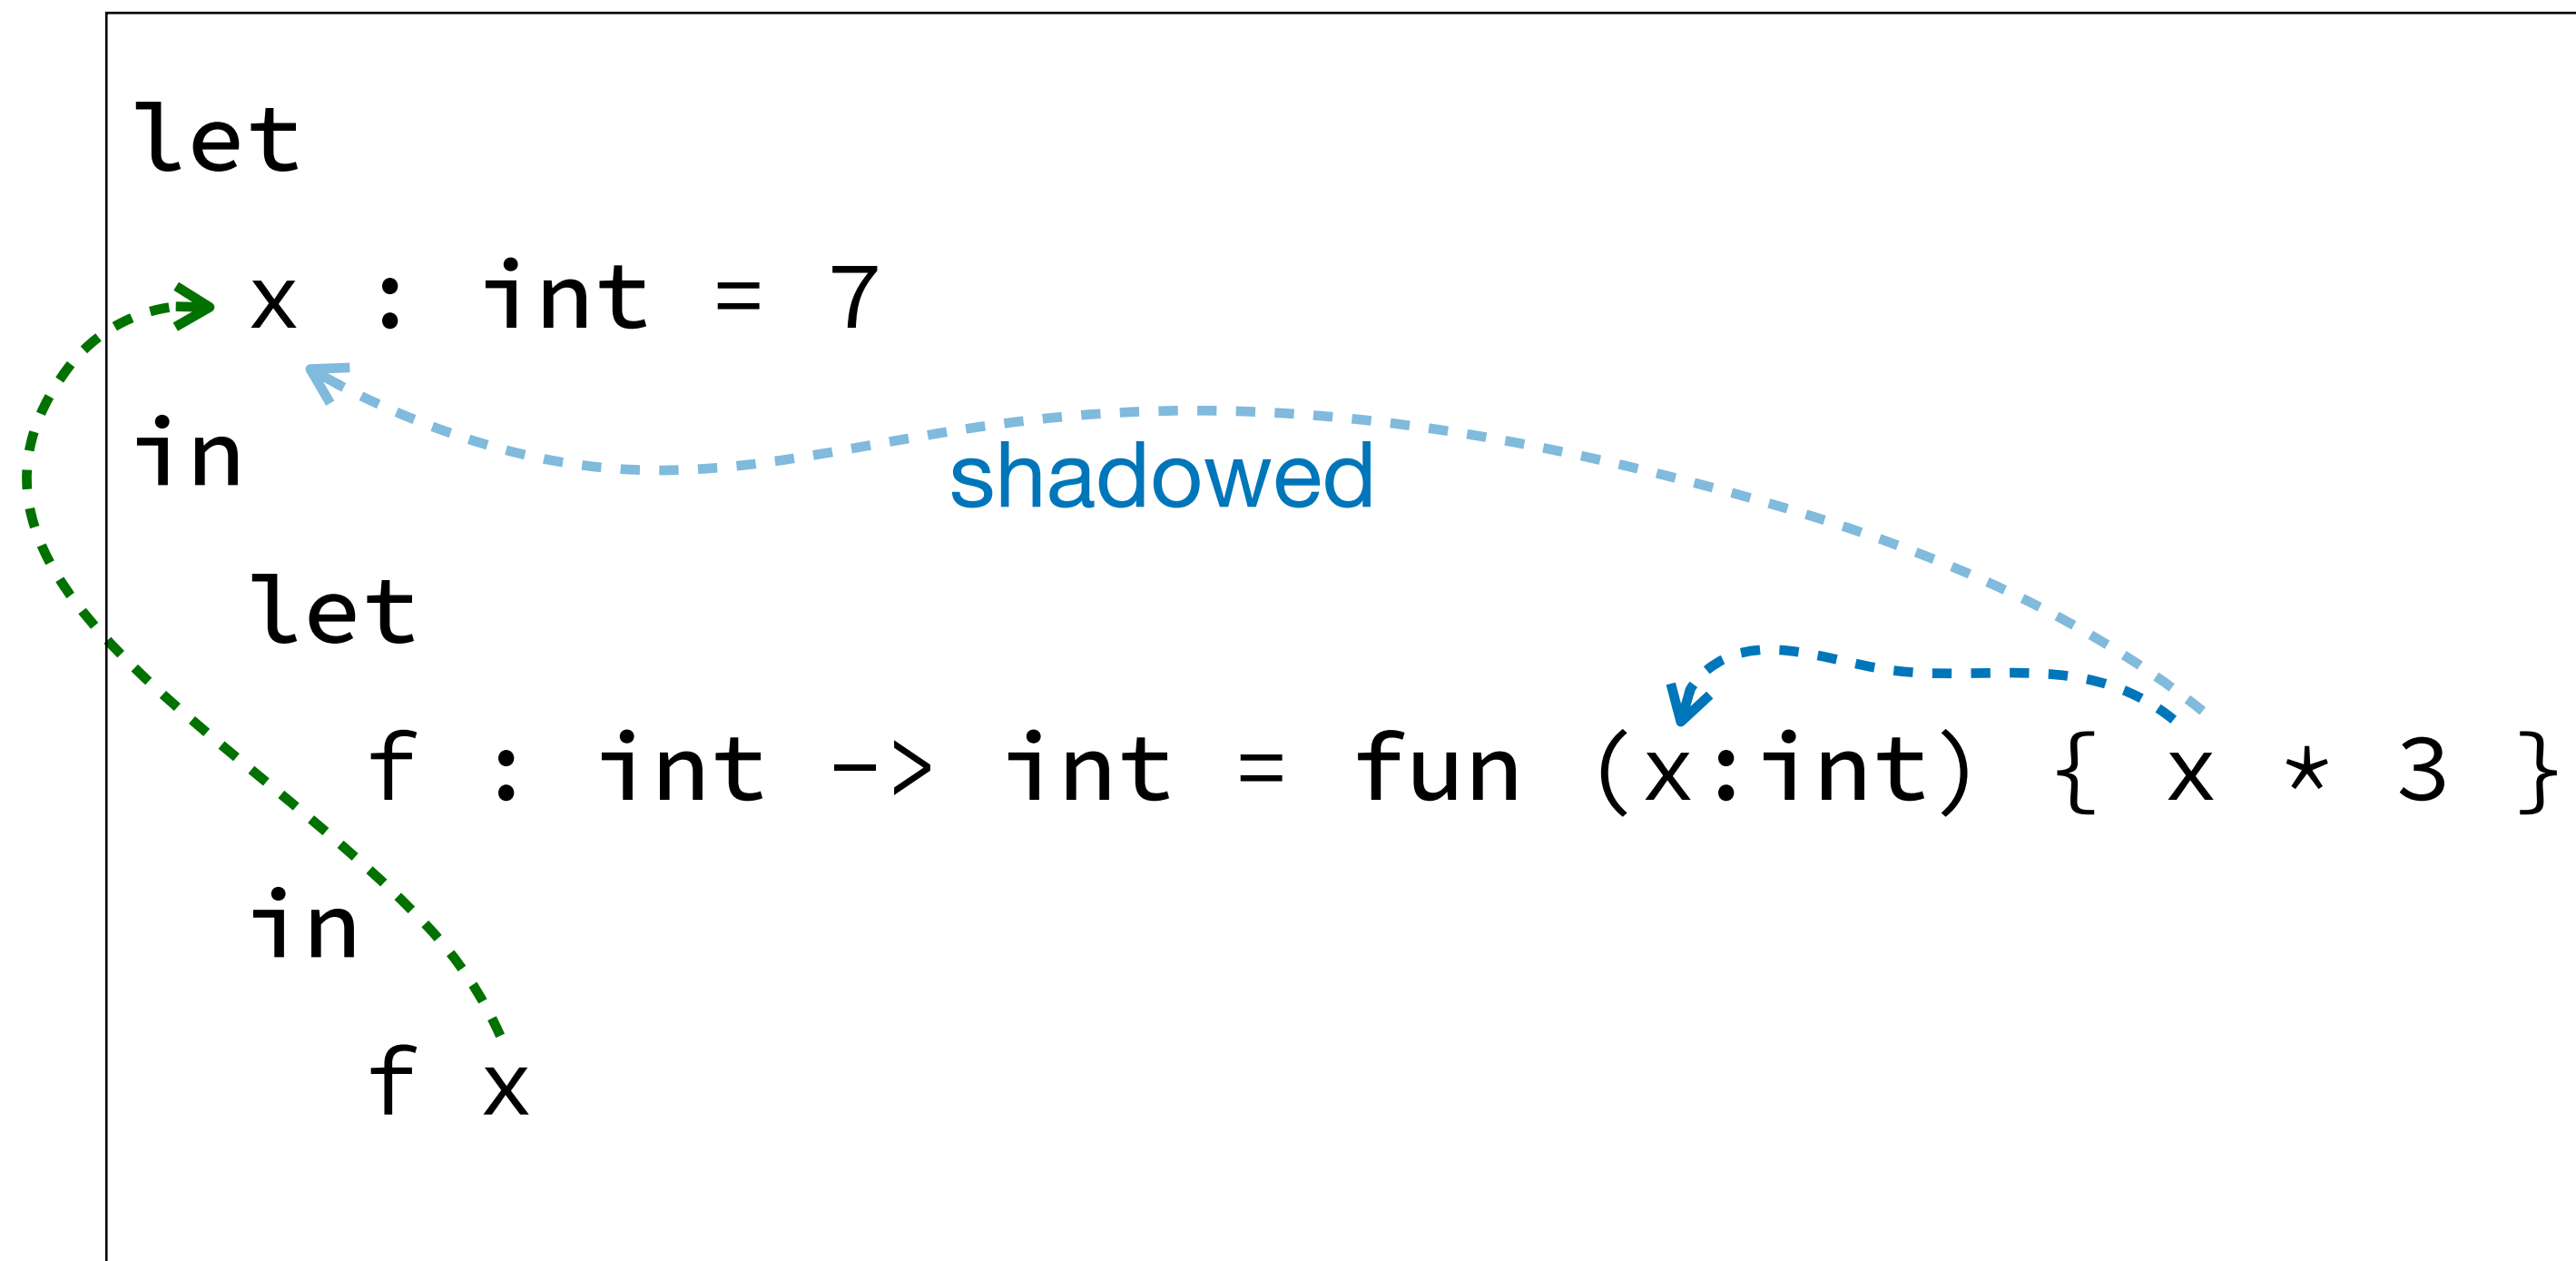 let
x : int = 7
in
shadowed
let
f : int -> int = fun (x:int) { x * 3 }
in
f x